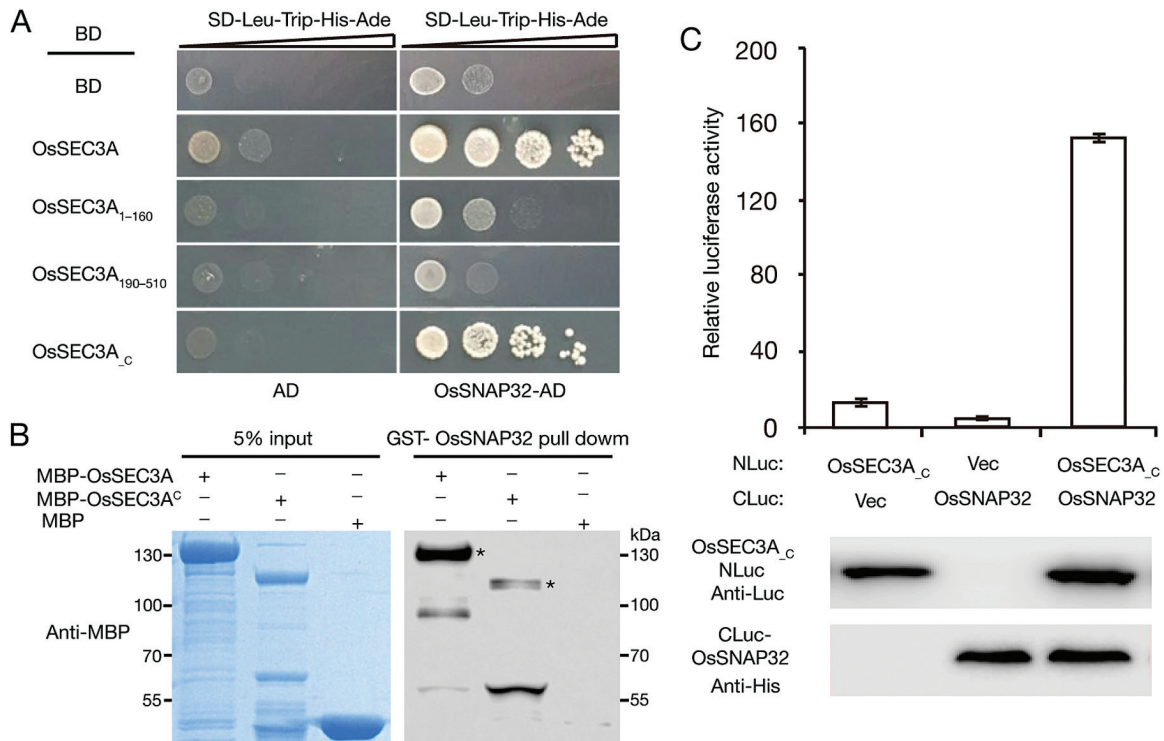 A
BD
SD-Leu-Trip-His-Ade SD-Leu-Trip-His-Ade
BD
OsSEC3A
OsSEC3A1–160
OsSEC3A190–510
OsSEC3A_C
AD OsSNAP32-AD
B
5% input GST- OsSNAP32 pull down
MBP-OsSEC3A + – – + – –
MBP-OsSEC3A^C – + – – + –
MBP – – + – – +
kDa
130 * 130
*
100 100
Anti-MBP
70 70
55 55
C
Relative luciferase activity
200
160
120
80
40
0
NLuc: OsSEC3A_C Vec OsSEC3A_C
CLuc: Vec OsSNAP32 OsSNAP32
OsSEC3A_C
NLuc
Anti-Luc
CLuc-
OsSNAP32
Anti-His